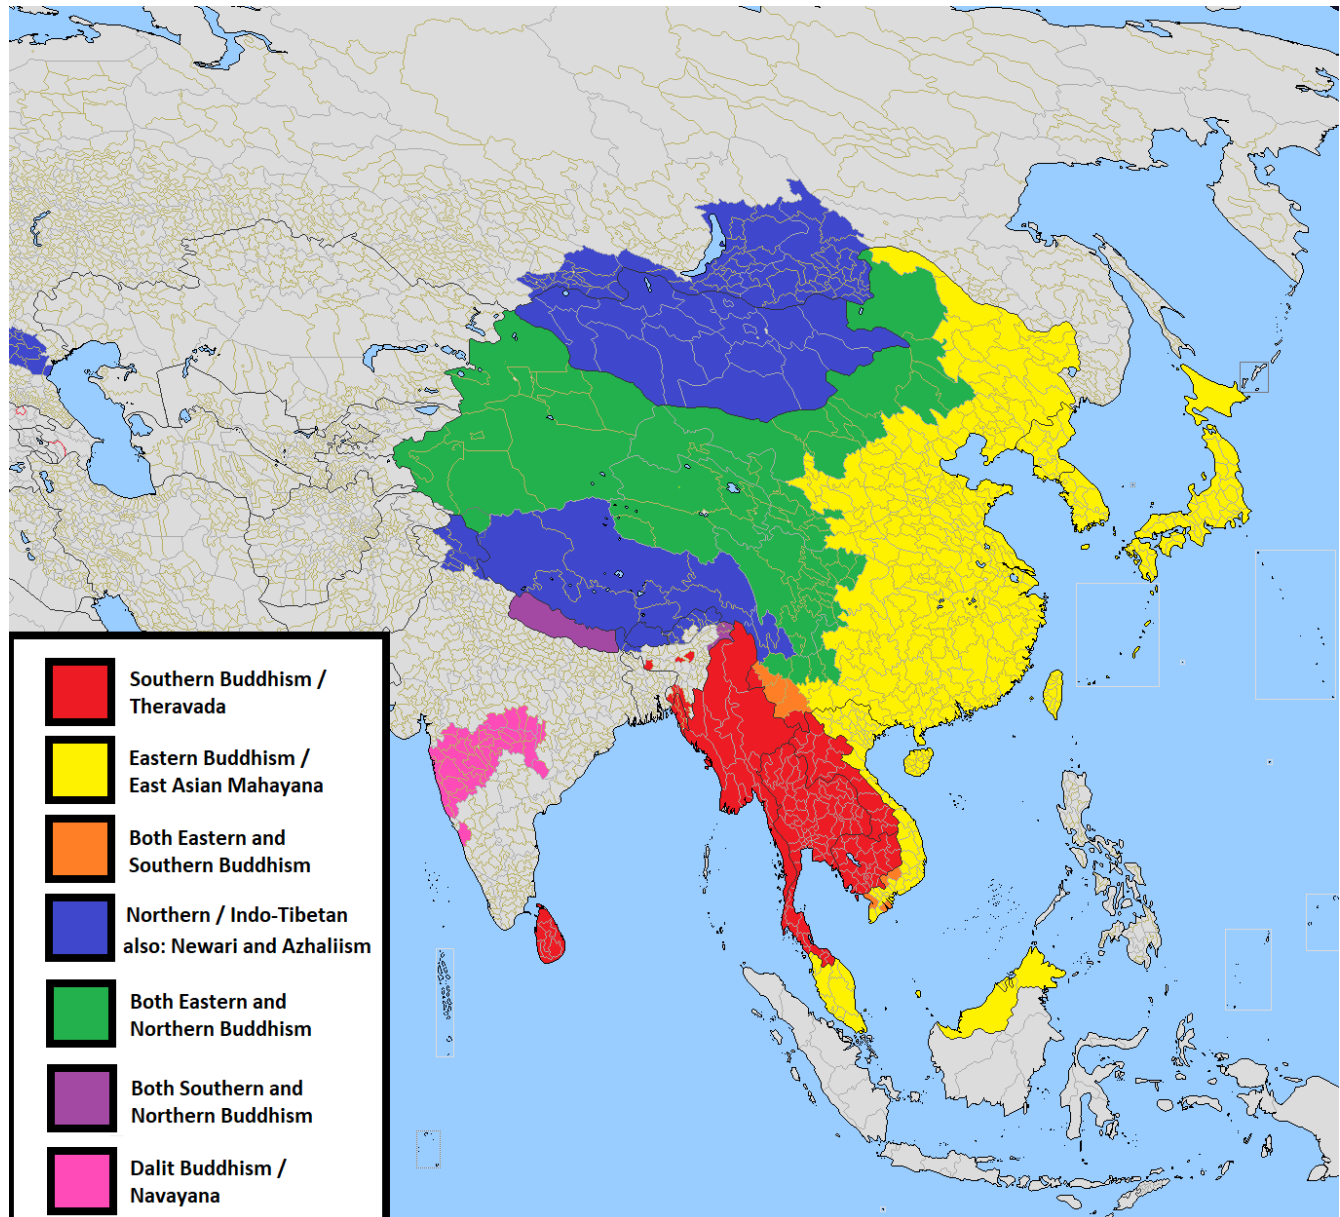 Southern Buddhism /
Theravada
Eastern Buddhism /
East Asian Mahayana
Both Eastern and
Southern Buddhism
Northern / Indo-Tibetan
also: Newari and Azhaliism
Both Eastern and
Northern Buddhism
Both Southern and
Northern Buddhism
Dalit Buddhism /
Navayana